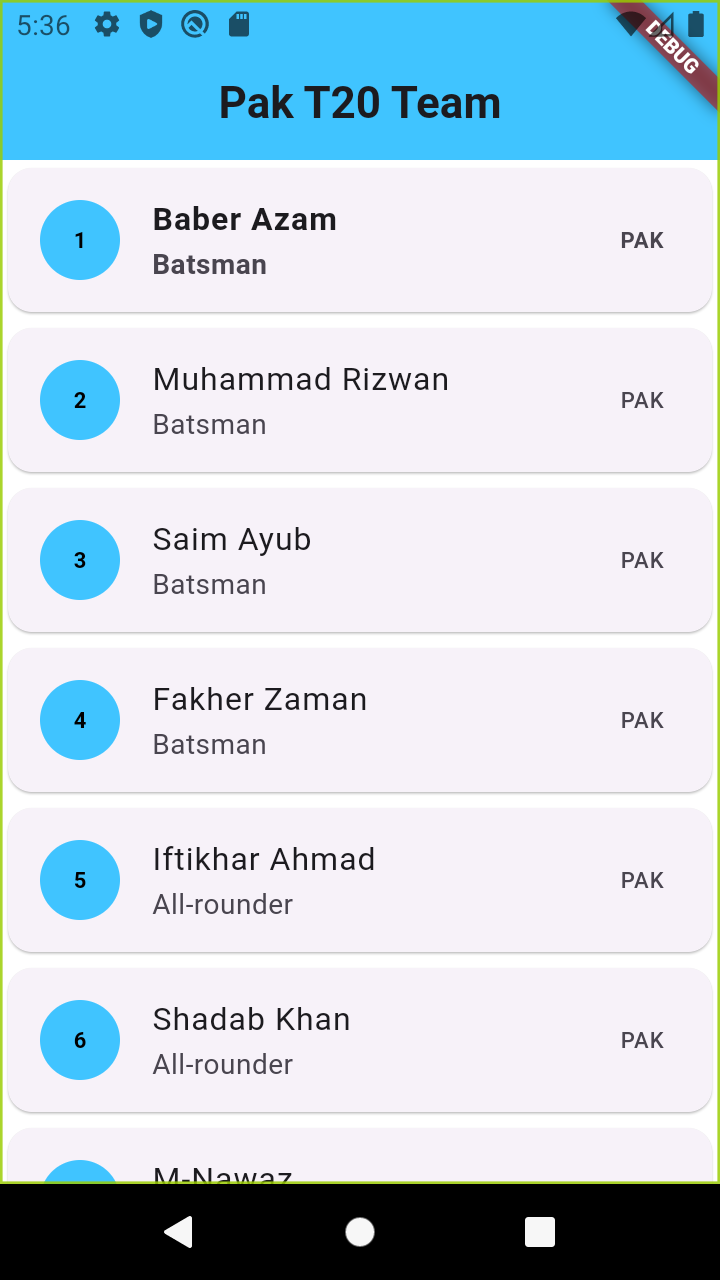 5:36
DEBUG
Pak T20 Team
1
Baber Azam
Batsman
PAK
2
Muhammad Rizwan
Batsman
PAK
3
Saim Ayub
Batsman
PAK
4
Fakher Zaman
Batsman
PAK
5
Iftikhar Ahmad
All-rounder
PAK
6
Shadab Khan
All-rounder
PAK
M-Nawaz